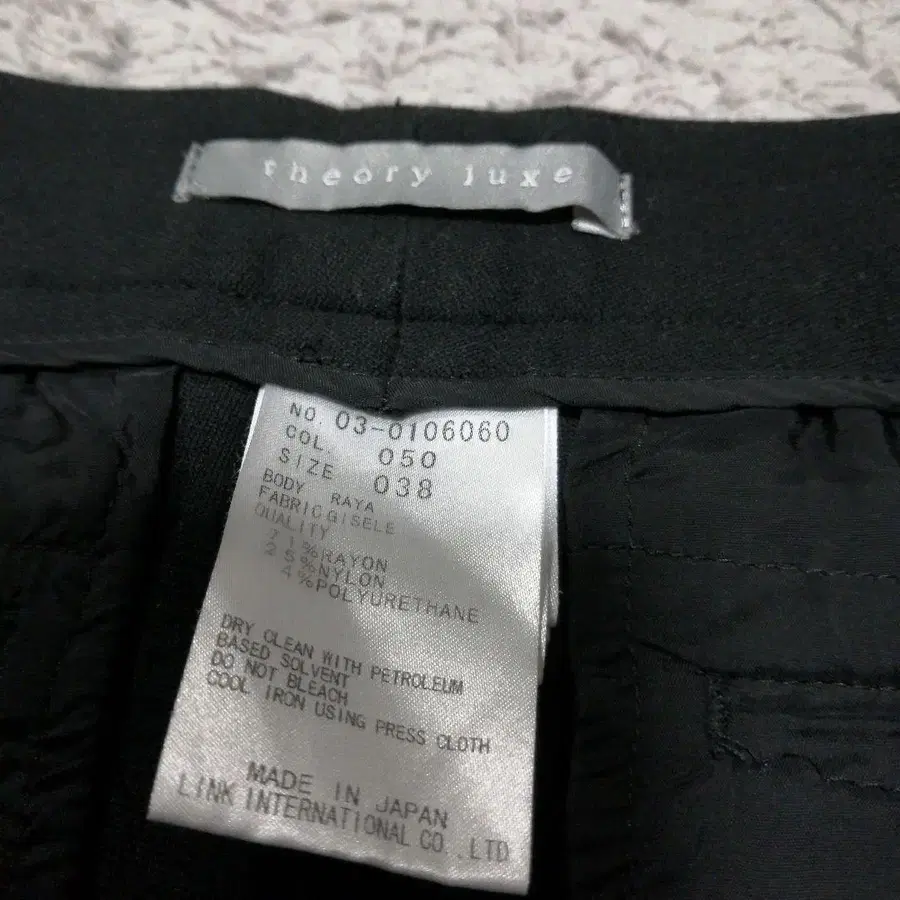 theory luxe
NO. 03-0106060
COL. 050
SIZE 038
BODY RAYA
FABRIC GISELE
QUALITY
71%RAYON
25%NYLON
4%POLYURETHANE
DRY CLEAN WITH PETROLEUM
BASED SOLVENT
DO NOT BLEACH
COOL IRON USING PRESS CLOTH
MADE IN JAPAN
LINK INTERNATIONAL CO.,LTD